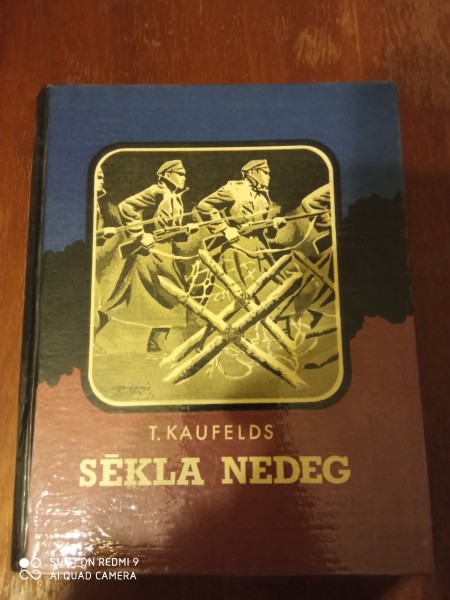 T. KAUFELDS
SĒKLA NEDEG
SHOT ON REDMI 9
AI QUAD CAMERA